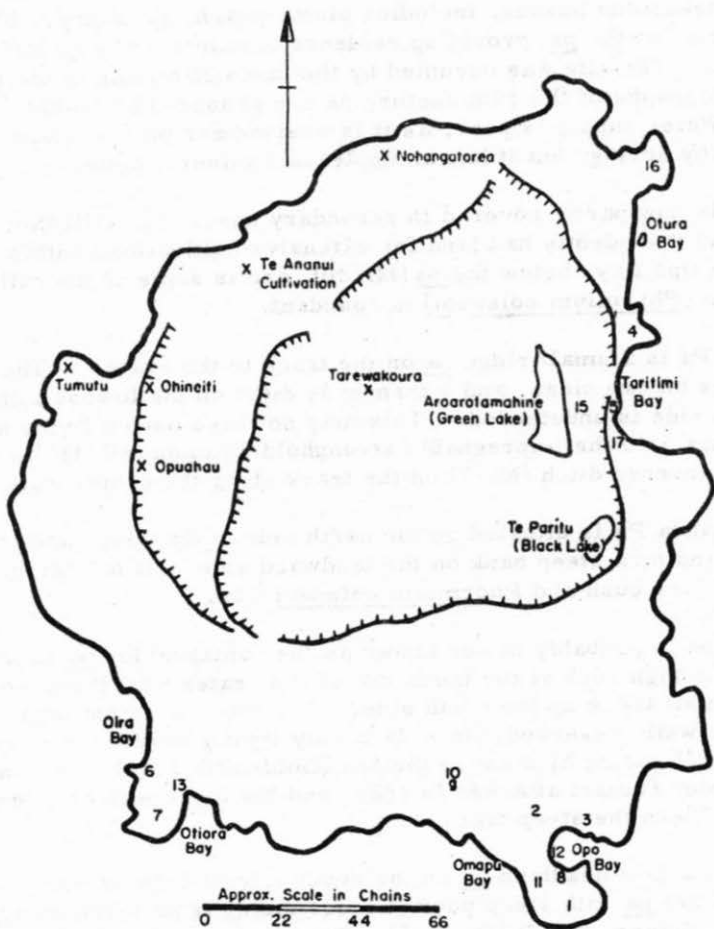 X Nohangatorea
16
Otura
Bay
X Te Ananui
Cultivation
4
X
Tumutu
X Ohineiti
Tarewakoura
Taritimi
Bay
Aroarotamahine
(Green Lake)
15
17
X Opuahau
Te Paritu
(Black Lake)
Oira
Bay
6
13
7
Otiora
Bay
10
9
2
3
12
Opo
Bay
8
Omapu
Bay
11
Approx. Scale in Chains
0 22 44 66